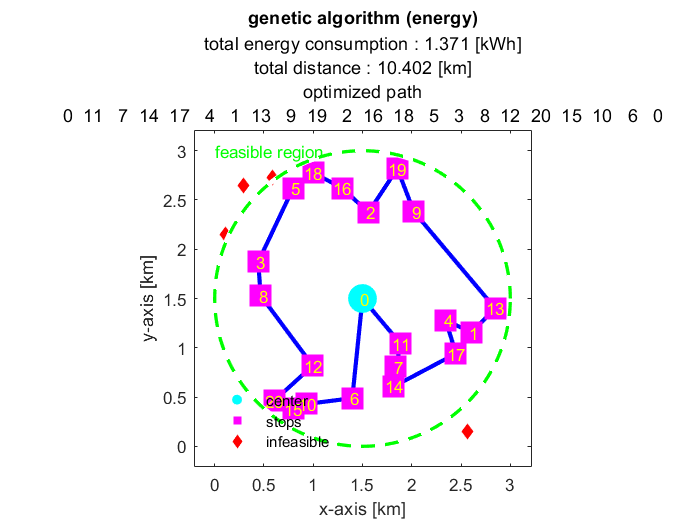 genetic algorithm (energy)
total energy consumption : 1.371 [kWh]
total distance : 10.402 [km]
optimized path
0 11 7 14 17 4 1 13 9 19 2 16 18 5 3 8 12 20 15 10 6 0
feasible region
3
2.5
2
1.5
1
0.5
0
y-axis [km]
18
19
5
16
2
9
3
8
0
13
4
1
11
17
12
7
14
6
20
15
10
center
stops
infeasible
0 0.5 1 1.5 2 2.5 3
x-axis [km]